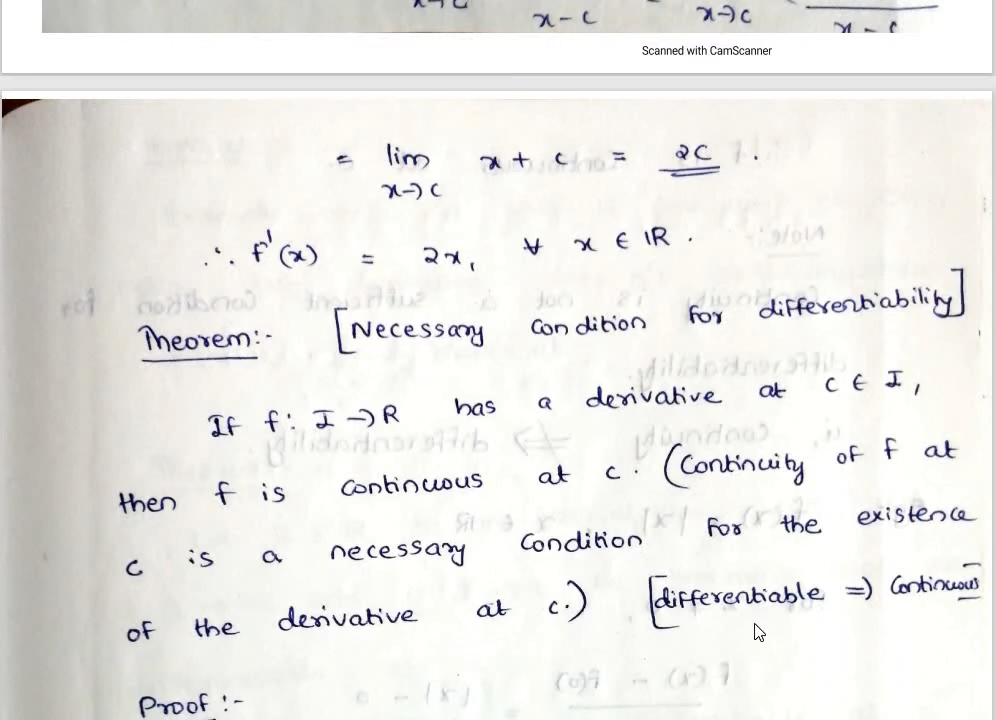 x→c x - c x→c x - c
Scanned with CamScanner
= lim x + c = 2c .
x→c
∴ f'(x) = 2x, ∀ x ∈ IR .
Theorem:- [Necessary condition for differentiability]
If f: I → R has a derivative at c ∈ I,
then f is continuous at c. (Continuity of f at
c is a necessary condition for the existence
of the derivative at c.) [differentiable ⇒ continuous
Proof :-